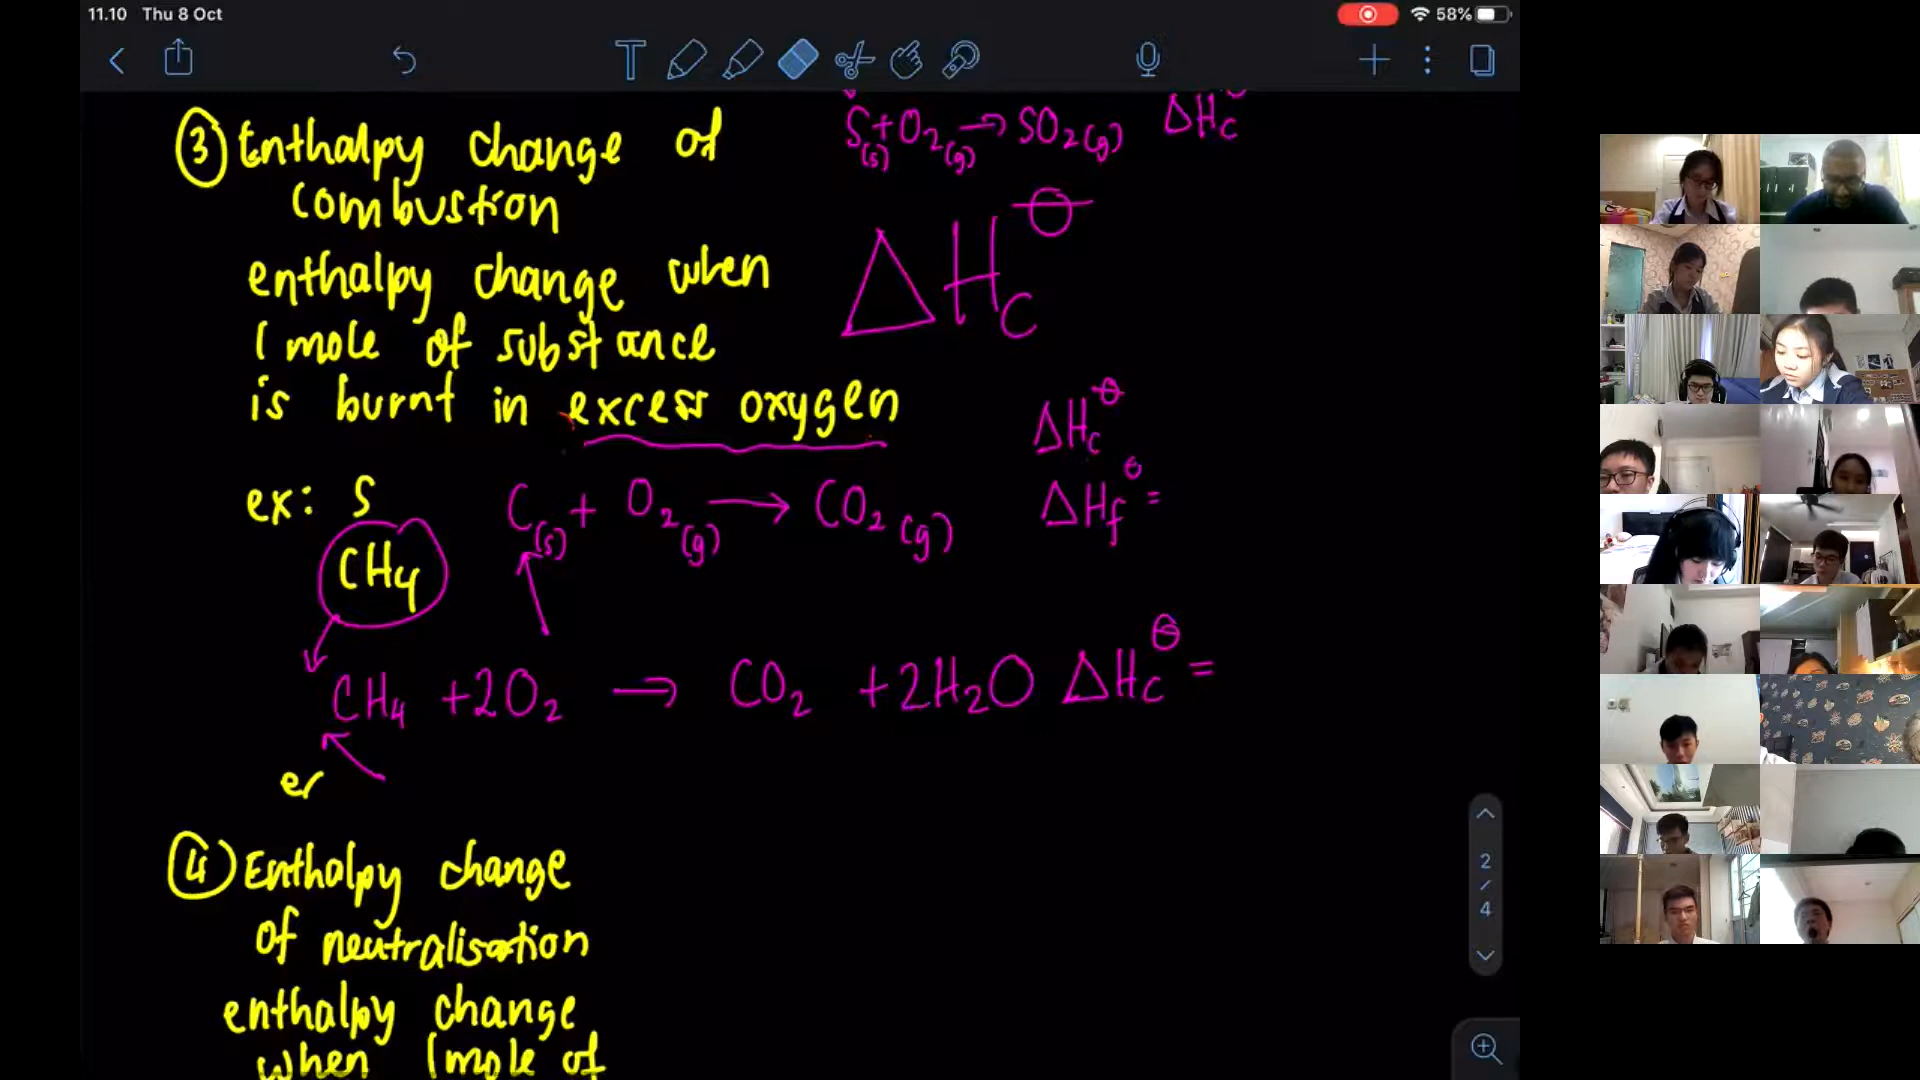 11.10 Thu 8 Oct
58%
③ Enthalpy change of
combustion
enthalpy change when
1 mole of substance
is burnt in excess oxygen
ex: S
CH₄
S(s) + O₂(g) → SO₂(g) ΔHc
ΔHc⦵
ΔHc⦵
C(s) + O₂(g) → CO₂(g) ΔHf⦵ =
CH₄ + 2O₂ → CO₂ + 2H₂O ΔHc⦵ =
er
④ Enthalpy change
of neutralisation
enthalpy change
when 1 mole of
2
/
4